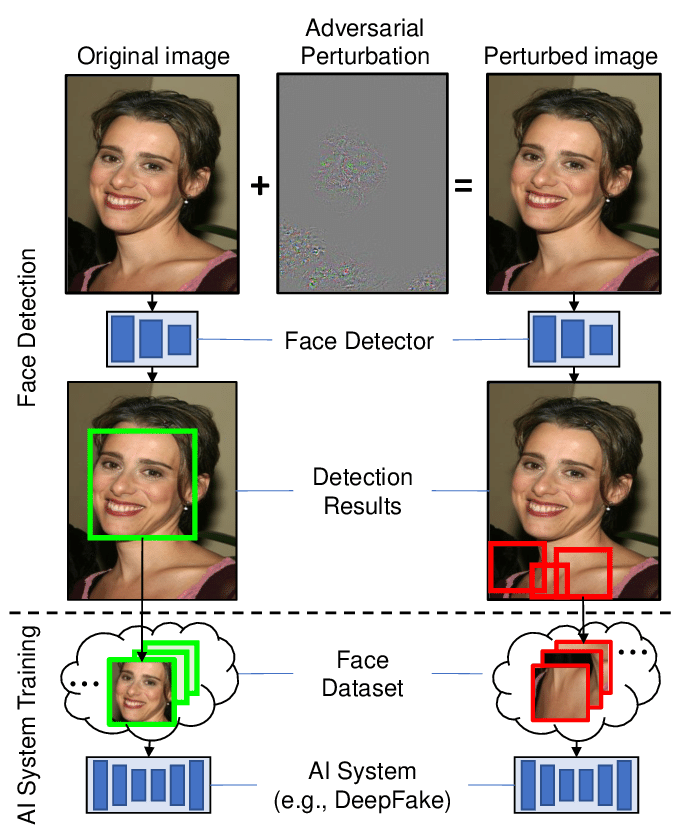 Original image
Adversarial
Perturbation
Perturbed image
+
=
Face Detection
Face Detector
Detection
Results
AI System Training
...
Face
Dataset
...
AI System
(e.g., DeepFake)